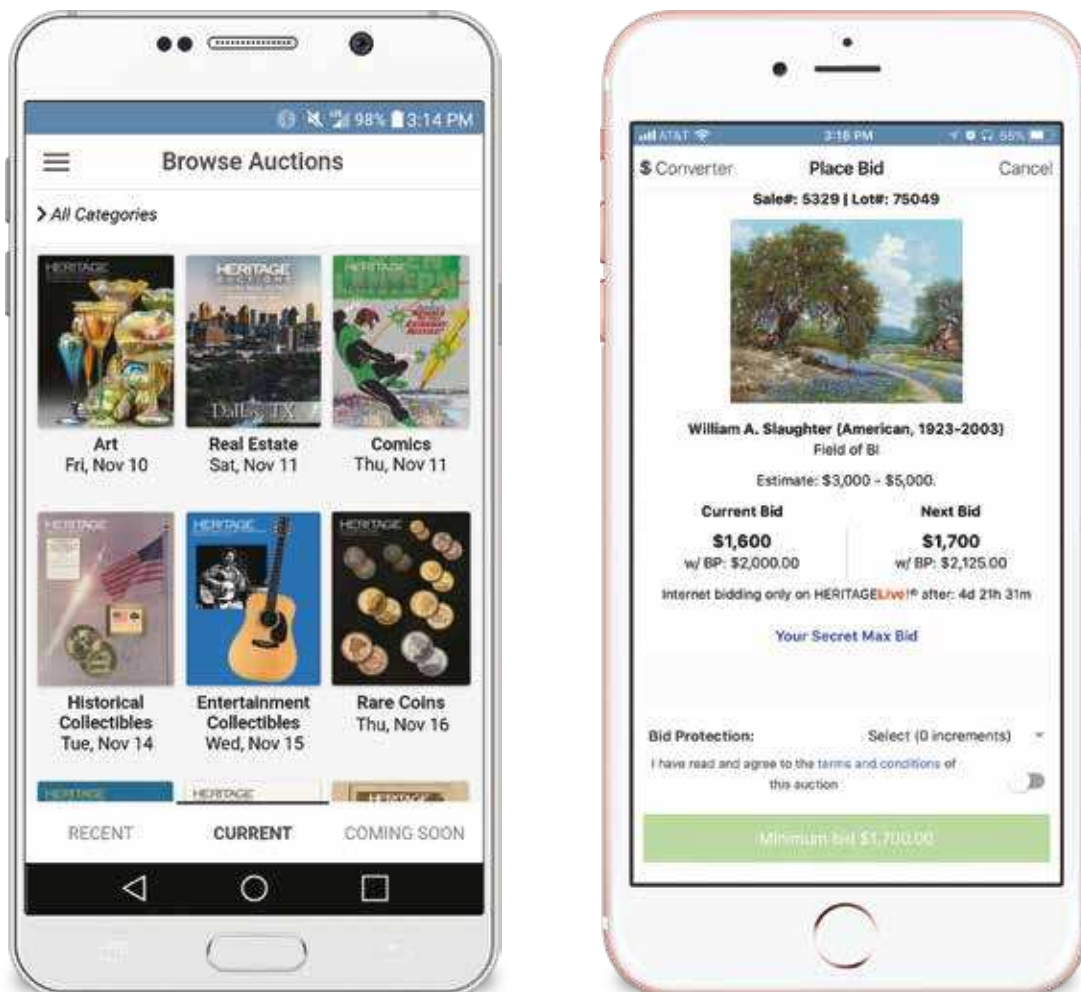 98% 3:14 PM
Browse Auctions
All Categories
HERITAGE
HERITAGE
AUCTIONS
Dallas, TX
HERITAGE
Art
Fri, Nov 10
Real Estate
Sat, Nov 11
Comics
Thu, Nov 11
HERITAGE
HERITAGE
HERITAGE
Historical
Collectibles
Tue, Nov 14
Entertainment
Collectibles
Wed, Nov 15
Rare Coins
Thu, Nov 16
HERITAGE
HERITAGE
HERITAGE
RECENT
CURRENT
COMING SOON
AT&T 3:16 PM 55%
$ Converter
Place Bid
Cancel
Sale#: 5329 | Lot#: 75049
William A. Slaughter (American, 1923-2003)
Field of Bl
Estimate: $3,000 - $5,000.
Current Bid
$1,600
w/ BP: $2,000.00
Next Bid
$1,700
w/ BP: $2,125.00
Internet bidding only on HERITAGELive!® after: 4d 21h 31m
Your Secret Max Bid
Bid Protection:
Select (0 increments)
I have read and agree to the terms and conditions of
this auction
Minimum bid $1,700.00